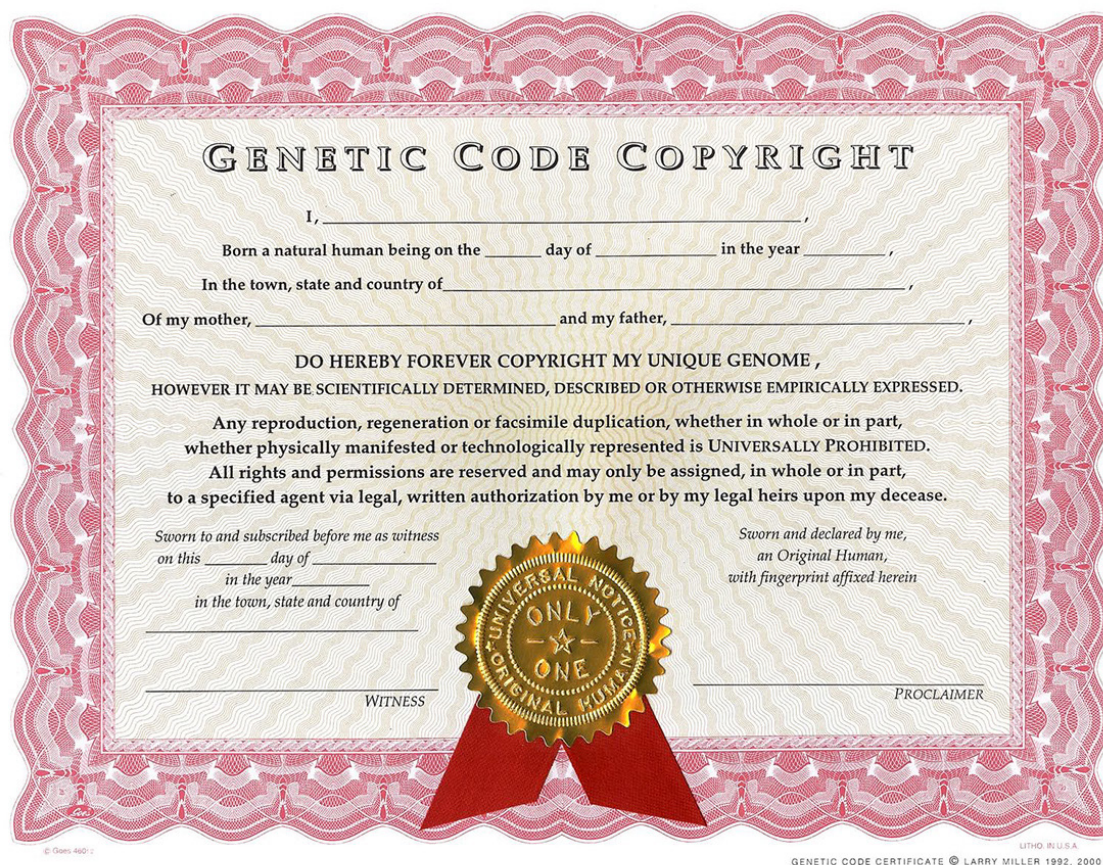 GENETIC CODE COPYRIGHT
I, ,
Born a natural human being on the day of in the year ,
In the town, state and country of ,
Of my mother, and my father, ,
DO HEREBY FOREVER COPYRIGHT MY UNIQUE GENOME ,
HOWEVER IT MAY BE SCIENTIFICALLY DETERMINED, DESCRIBED OR OTHERWISE EMPIRICALLY EXPRESSED.
Any reproduction, regeneration or facsimile duplication, whether in whole or in part,
whether physically manifested or technologically represented is UNIVERSALLY PROHIBITED.
All rights and permissions are reserved and may only be assigned, in whole or in part,
to a specified agent via legal, written authorization by me or by my legal heirs upon my decease.
Sworn to and subscribed before me as witness
on this day of
in the year
in the town, state and country of
WITNESS
Sworn and declared by me,
an Original Human,
with fingerprint affixed herein
PROCLAIMER
UNIVERSAL NOTICE
ONLY
ONE
ORIGINAL HUMAN
Goes
© Goes
LITHO. IN U.S.A.
GENETIC CODE CERTIFICATE © LARRY MILLER 1992, 2000